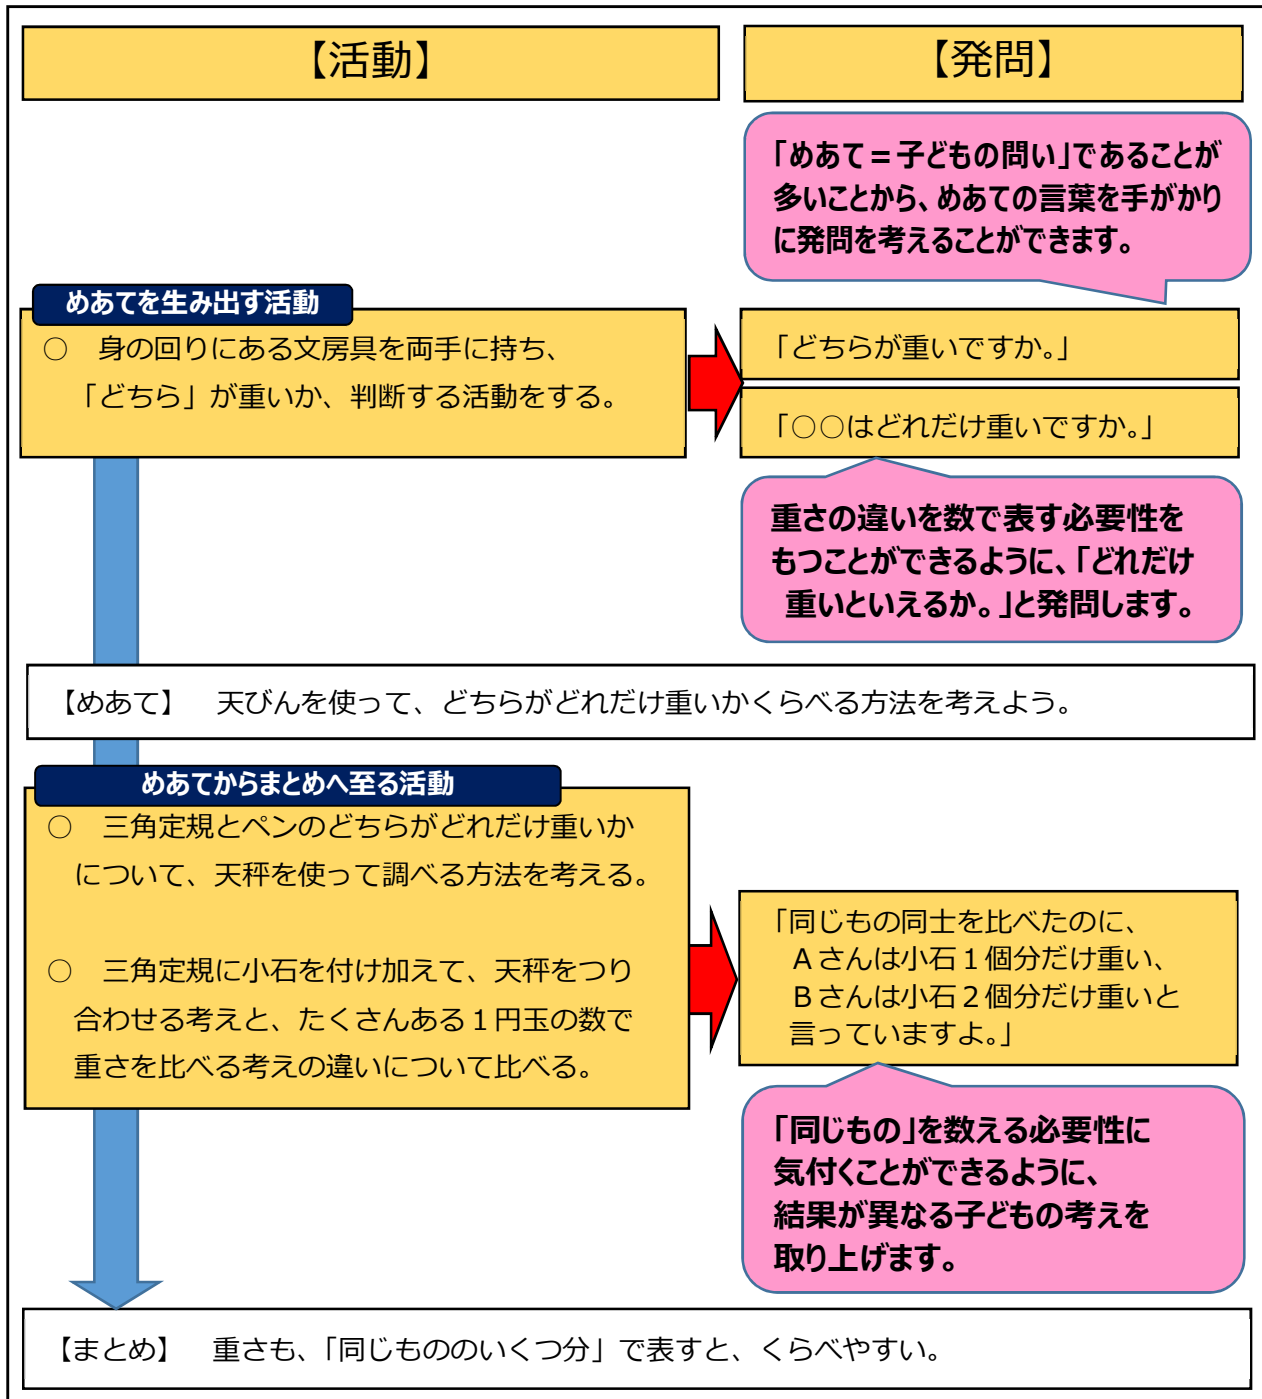 【活動】
【発問】
「めあて＝子どもの問い」であることが
多いことから、めあての言葉を手がかり
に発問を考えることができます。
めあてを生み出す活動
○　身の回りにある文房具を両手に持ち、
「どちら」が重いか、判断する活動をする。
「どちらが重いですか。」
「○○はどれだけ重いですか。」
重さの違いを数で表す必要性を
もつことができるように、「どれだけ
重いといえるか。」と発問します。
【めあて】　天びんを使って、どちらがどれだけ重いかくらべる方法を考えよう。
めあてからまとめへ至る活動
○　三角定規とペンのどちらがどれだけ重いか
について、天秤を使って調べる方法を考える。
○　三角定規に小石を付け加えて、天秤をつり
合わせる考えと、たくさんある１円玉の数で
重さを比べる考えの違いについて比べる。
「同じもの同士を比べたのに、
Ａさんは小石１個分だけ重い、
Ｂさんは小石２個分だけ重いと
言っていますよ。」
「同じもの」を数える必要性に
気付くことができるように、
結果が異なる子どもの考えを
取り上げます。
【まとめ】　重さも、「同じもののいくつ分」で表すと、くらべやすい。